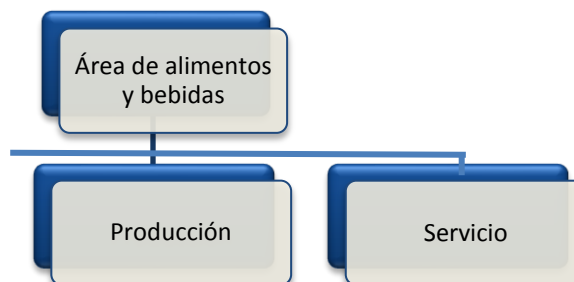 Área de alimentos
y bebidas
Producción
Servicio